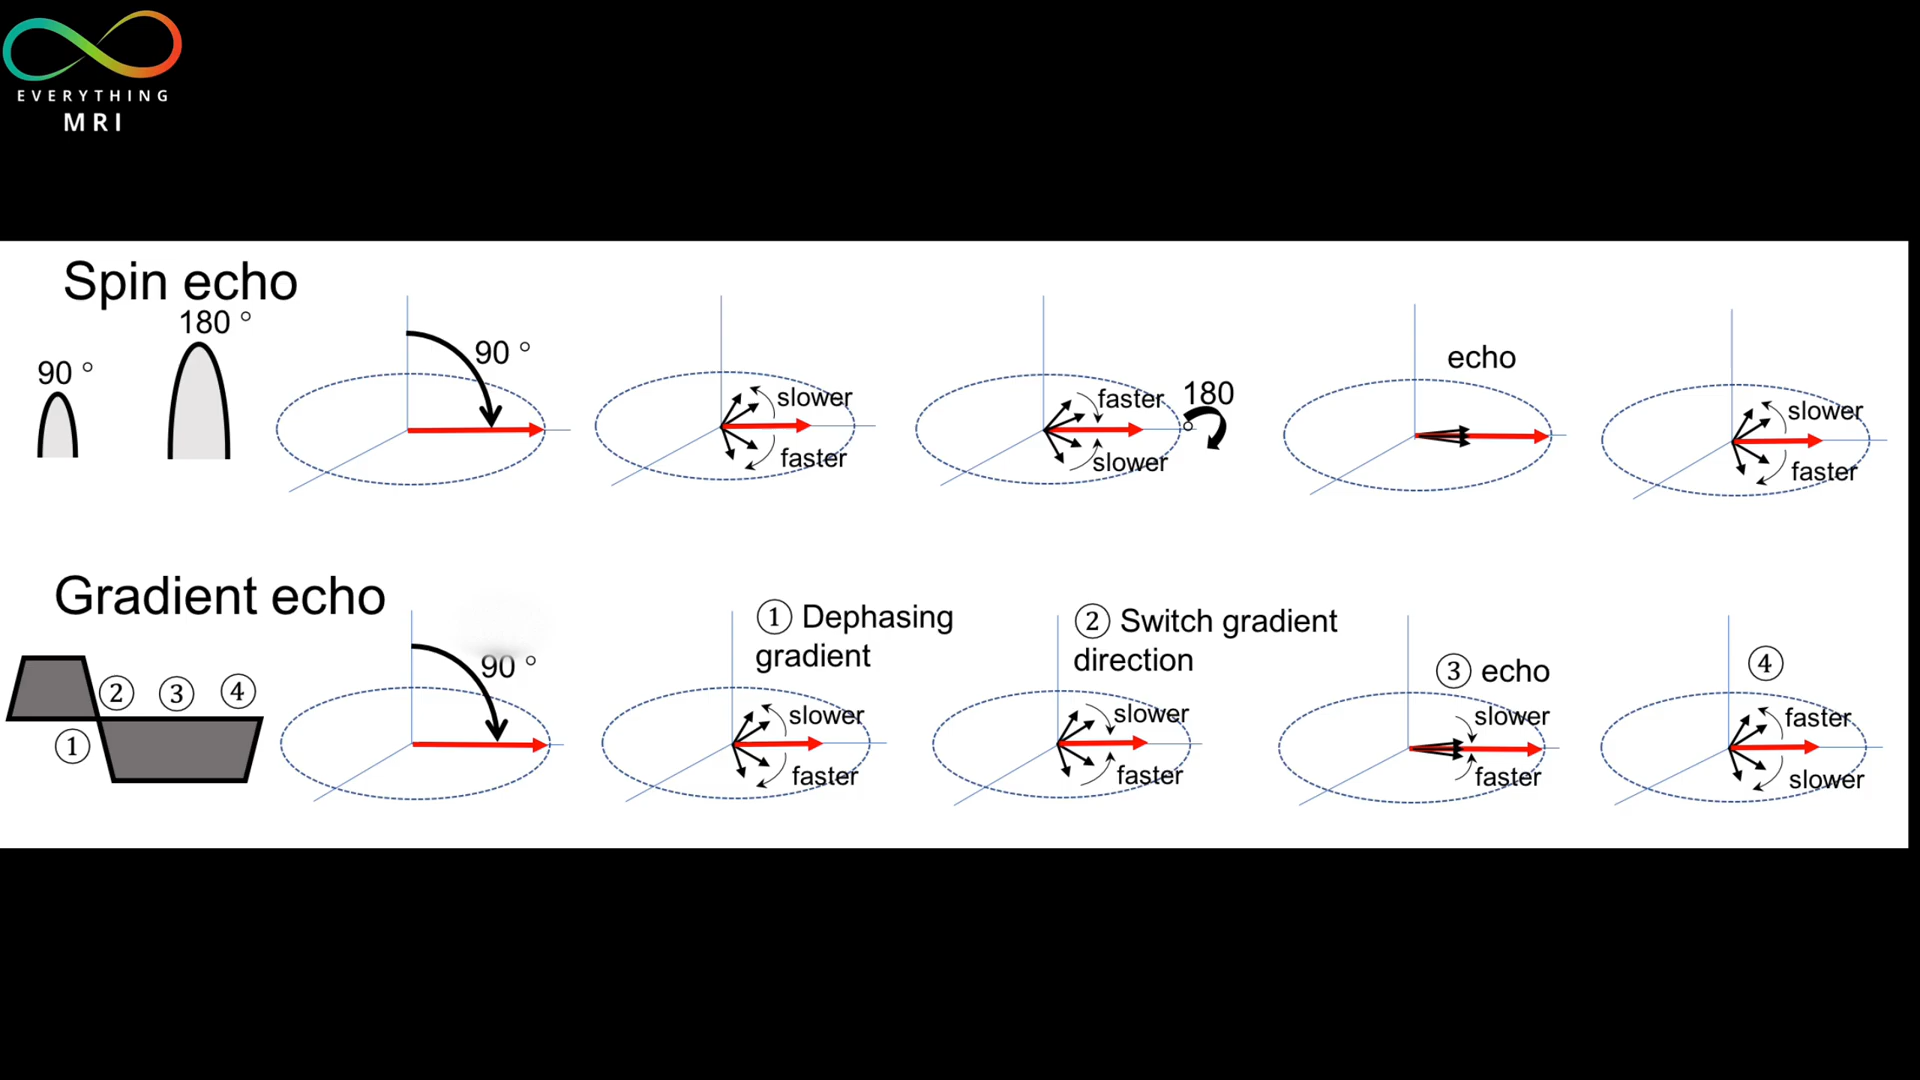 EVERYTHING
MRI
Spin echo
90 °
180 °
90 °
slower
faster
faster
slower
180
echo
slower
faster
Gradient echo
①
②
③
④
90 °
① Dephasing
gradient
slower
faster
② Switch gradient
direction
slower
faster
③ echo
slower
faster
④
faster
slower